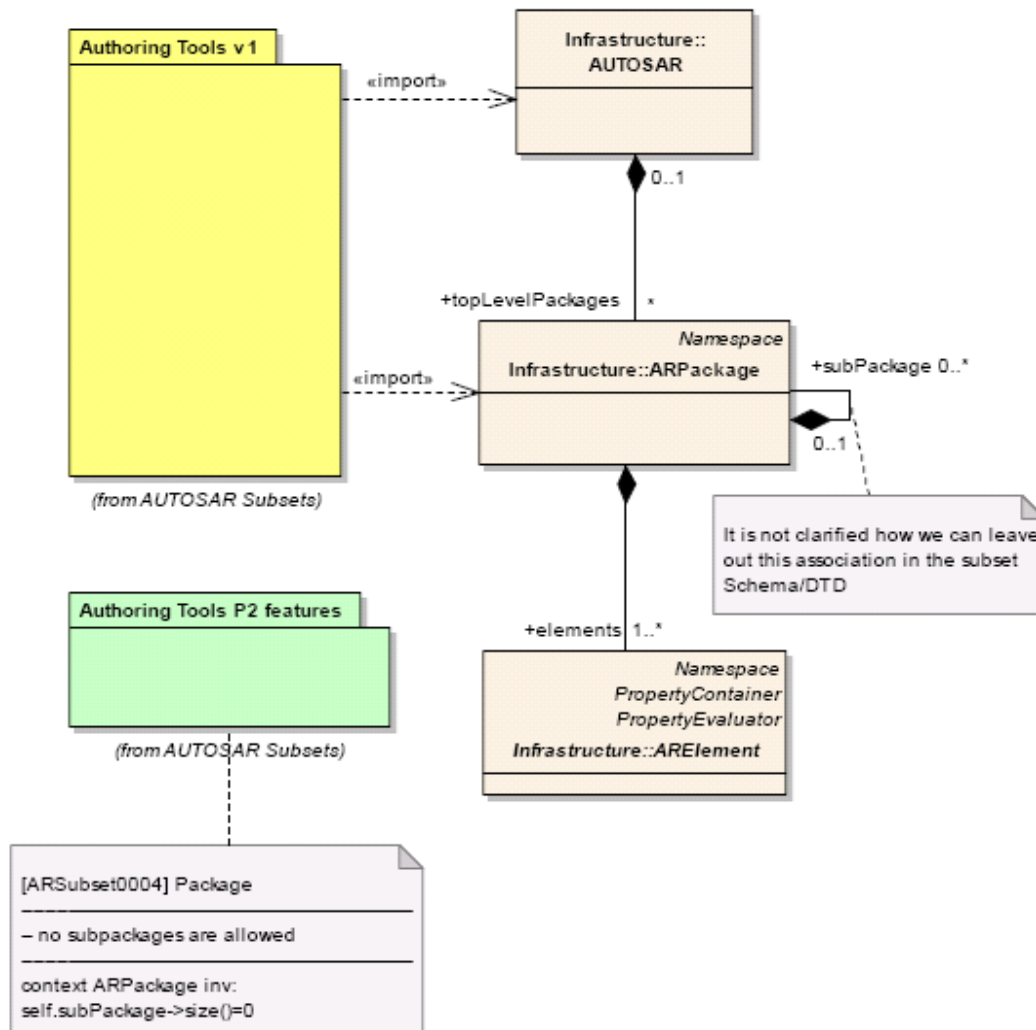 Authoring Tools v1
«import»
Infrastructure::
AUTOSAR
0..1
+topLevelPackages *
Namespace
Infrastructure::ARPackage
«import»
+subPackage 0..*
0..1
(from AUTOSAR Subsets)
It is not clarified how we can leave
out this association in the subset
Schema/DTD
Authoring Tools P2 features
(from AUTOSAR Subsets)
+elements 1..*
Namespace
PropertyContainer
PropertyEvaluator
Infrastructure::ARElement
[ARSubset0004] Package
– no subpackages are allowed
context ARPackage inv:
self.subPackage->size()=0